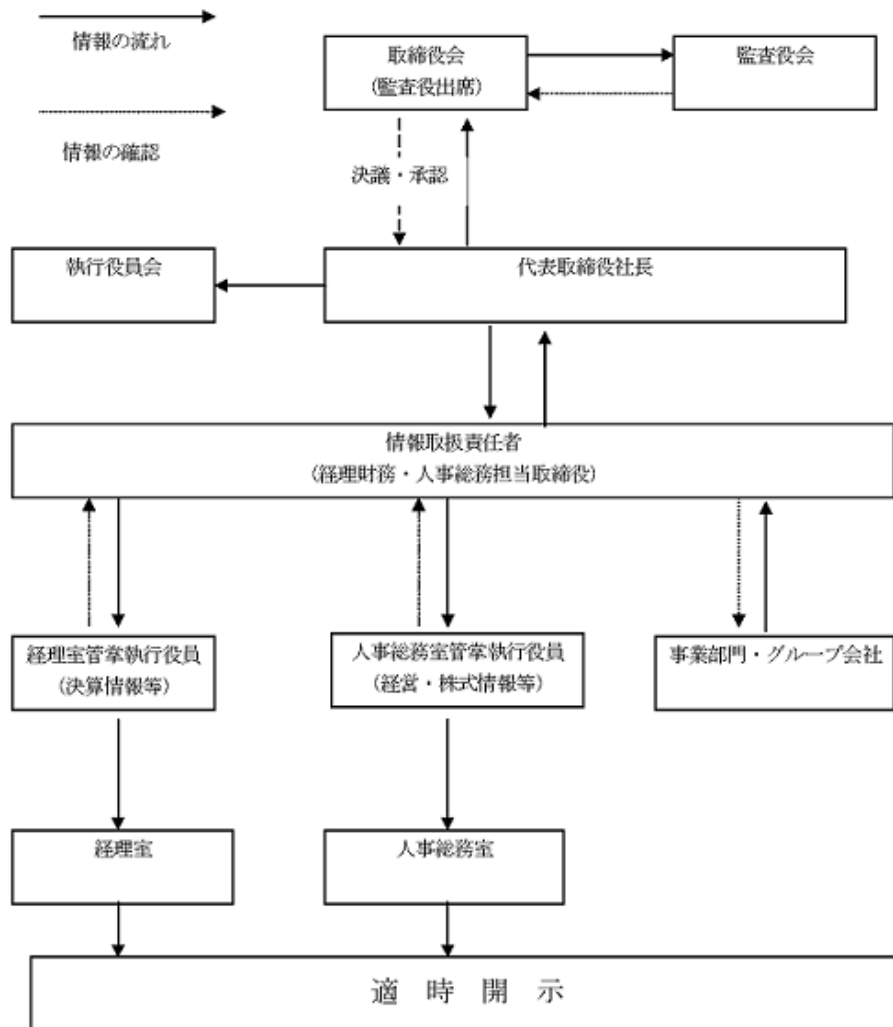 情報の流れ
情報の確認
取締役会
(監査役出席)
監査役会
決議・承認
執行役員会
代表取締役社長
情報取扱責任者
(経理財務・人事総務担当取締役)
経理室管掌執行役員
(決算情報等)
人事総務室管掌執行役員
(経営・株式情報等)
事業部門・グループ会社
経理室
人事総務室
適時開示